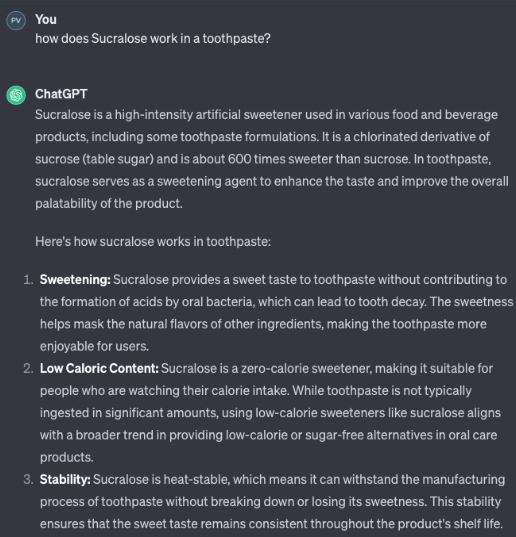 PV You
how does Sucralose work in a toothpaste?
ChatGPT
Sucralose is a high-intensity artificial sweetener used in various food and beverage
products, including some toothpaste formulations. It is a chlorinated derivative of
sucrose (table sugar) and is about 600 times sweeter than sucrose. In toothpaste,
sucralose serves as a sweetening agent to enhance the taste and improve the overall
palatability of the product.
Here's how sucralose works in toothpaste:
1. Sweetening: Sucralose provides a sweet taste to toothpaste without contributing to
the formation of acids by oral bacteria, which can lead to tooth decay. The sweetness
helps mask the natural flavors of other ingredients, making the toothpaste more
enjoyable for users.
2. Low Caloric Content: Sucralose is a zero-calorie sweetener, making it suitable for
people who are watching their calorie intake. While toothpaste is not typically
ingested in significant amounts, using low-calorie sweeteners like sucralose aligns
with a broader trend in providing low-calorie or sugar-free alternatives in oral care
products.
3. Stability: Sucralose is heat-stable, which means it can withstand the manufacturing
process of toothpaste without breaking down or losing its sweetness. This stability
ensures that the sweet taste remains consistent throughout the product's shelf life.